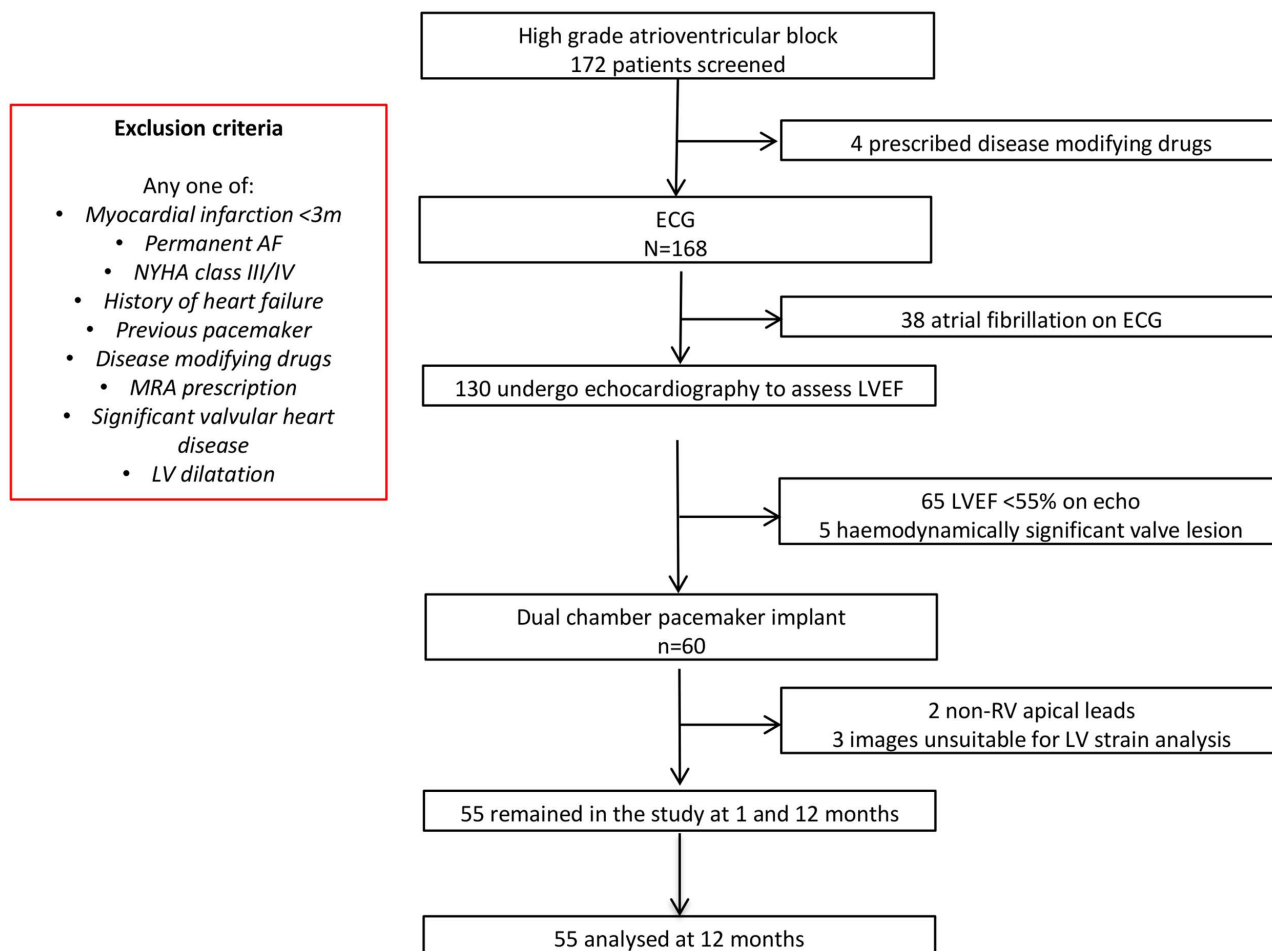 High grade atrioventricular block
172 patients screened
Exclusion criteria
Any one of:
• Myocardial infarction <3m
• Permanent AF
• NYHA class III/IV
• History of heart failure
• Previous pacemaker
• Disease modifying drugs
• MRA prescription
• Significant valvular heart
disease
• LV dilatation
4 prescribed disease modifying drugs
ECG
N=168
38 atrial fibrillation on ECG
130 undergo echocardiography to assess LVEF
65 LVEF <55% on echo
5 haemodynamically significant valve lesion
Dual chamber pacemaker implant
n=60
2 non-RV apical leads
3 images unsuitable for LV strain analysis
55 remained in the study at 1 and 12 months
55 analysed at 12 months